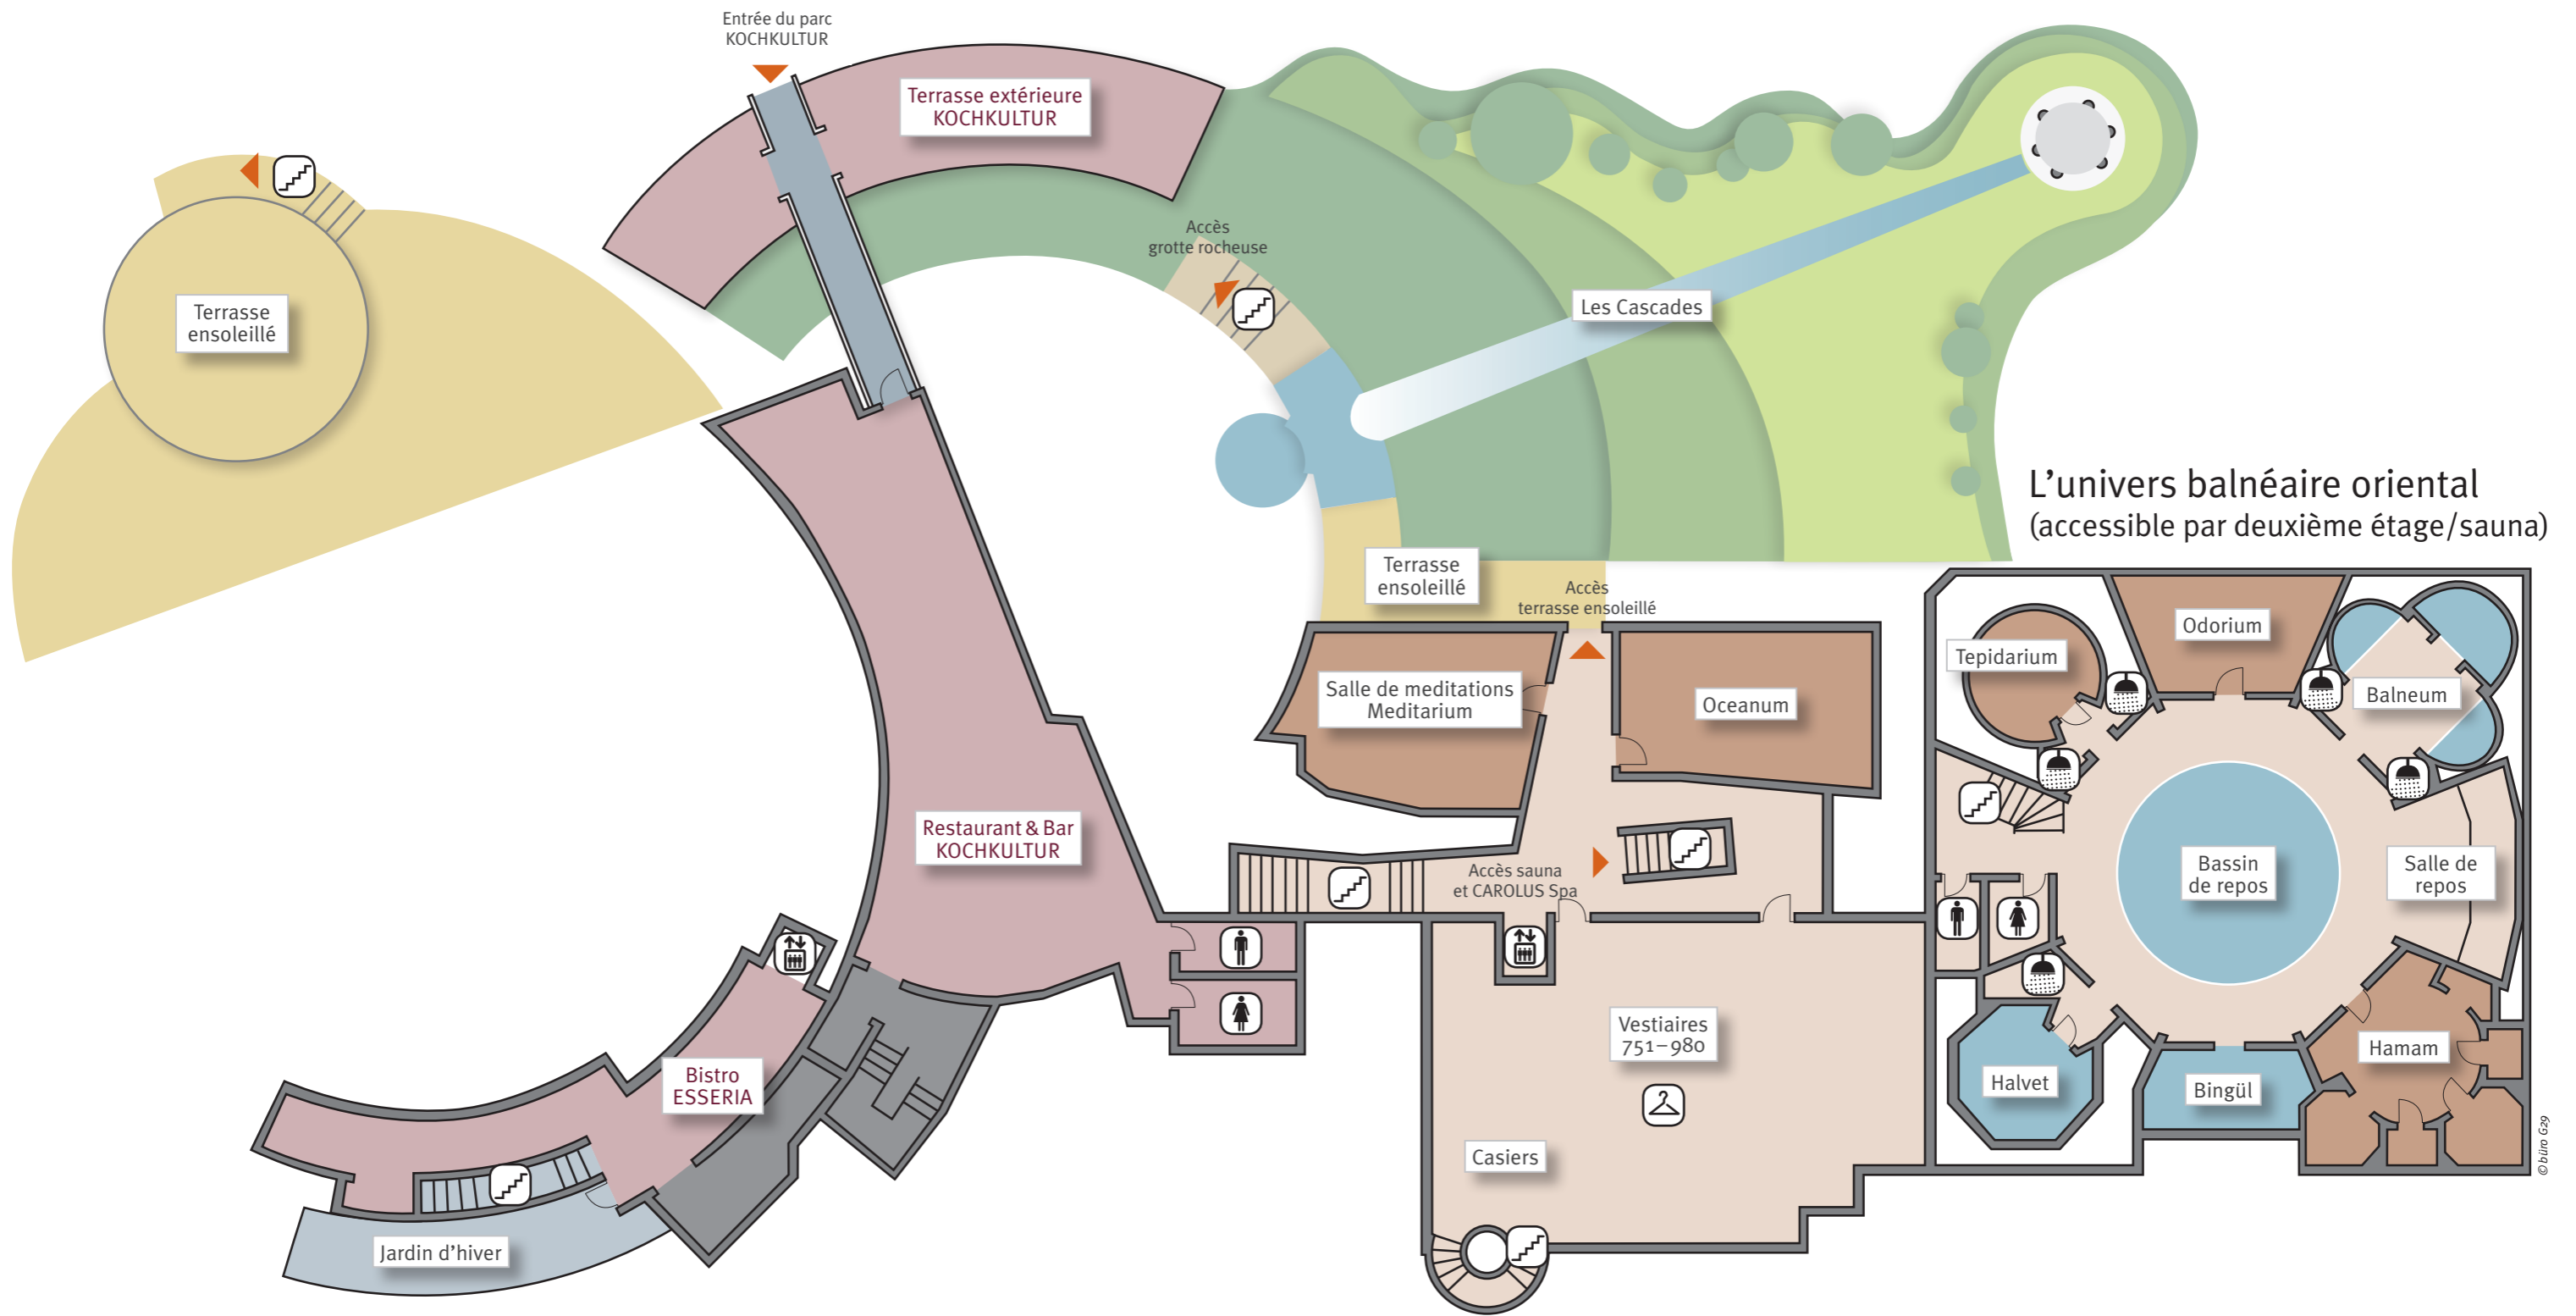 Entrée du parc
KOCHKULTUR
Terrasse extérieure
KOCHKULTUR
Accès
grotte rocheuse
Terrasse
ensoleillé
Les Cascades
L’univers balnéaire oriental
(accessible par deuxième étage/sauna)
Terrasse
ensoleillé
Accès
terrasse ensoleillé
Odorium
Tepidarium
Balneum
Salle de meditations
Meditarium
Oceanum
Restaurant & Bar
KOCHKULTUR
Accès sauna
et CAROLUS Spa
Bassin
de repos
Salle de
repos
Vestiaires
751–980
Hamam
Halvet
Bingül
Bistro
ESSERIA
Casiers
Jardin d’hiver
© büro G29